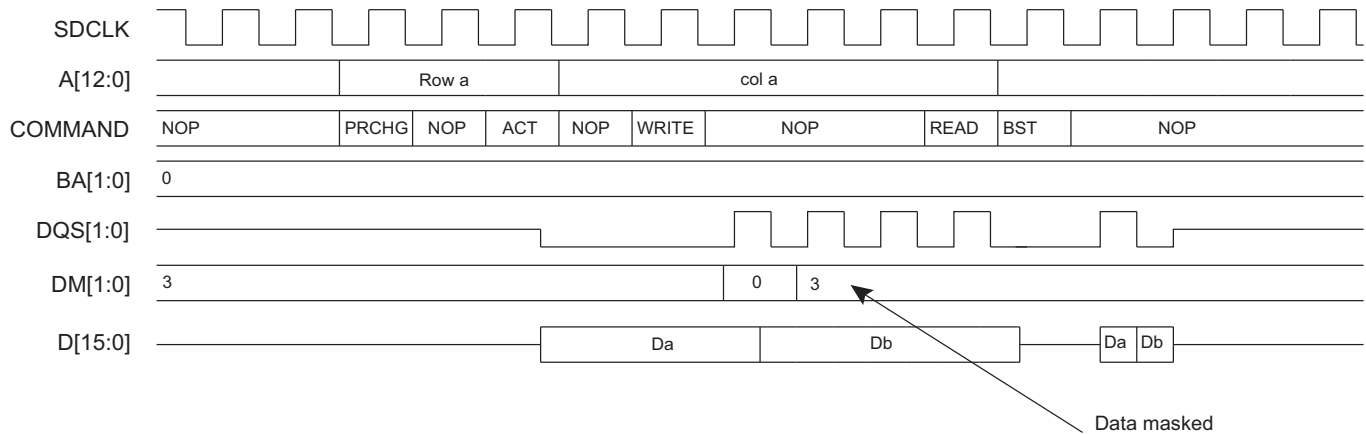 SDCLK
A[12:0] Row a col a
COMMAND NOP PRCHG NOP ACT NOP WRITE NOP READ BST NOP
BA[1:0] 0
DQS[1:0]
DM[1:0] 3 0 3
D[15:0] Da Db Da Db
Data masked